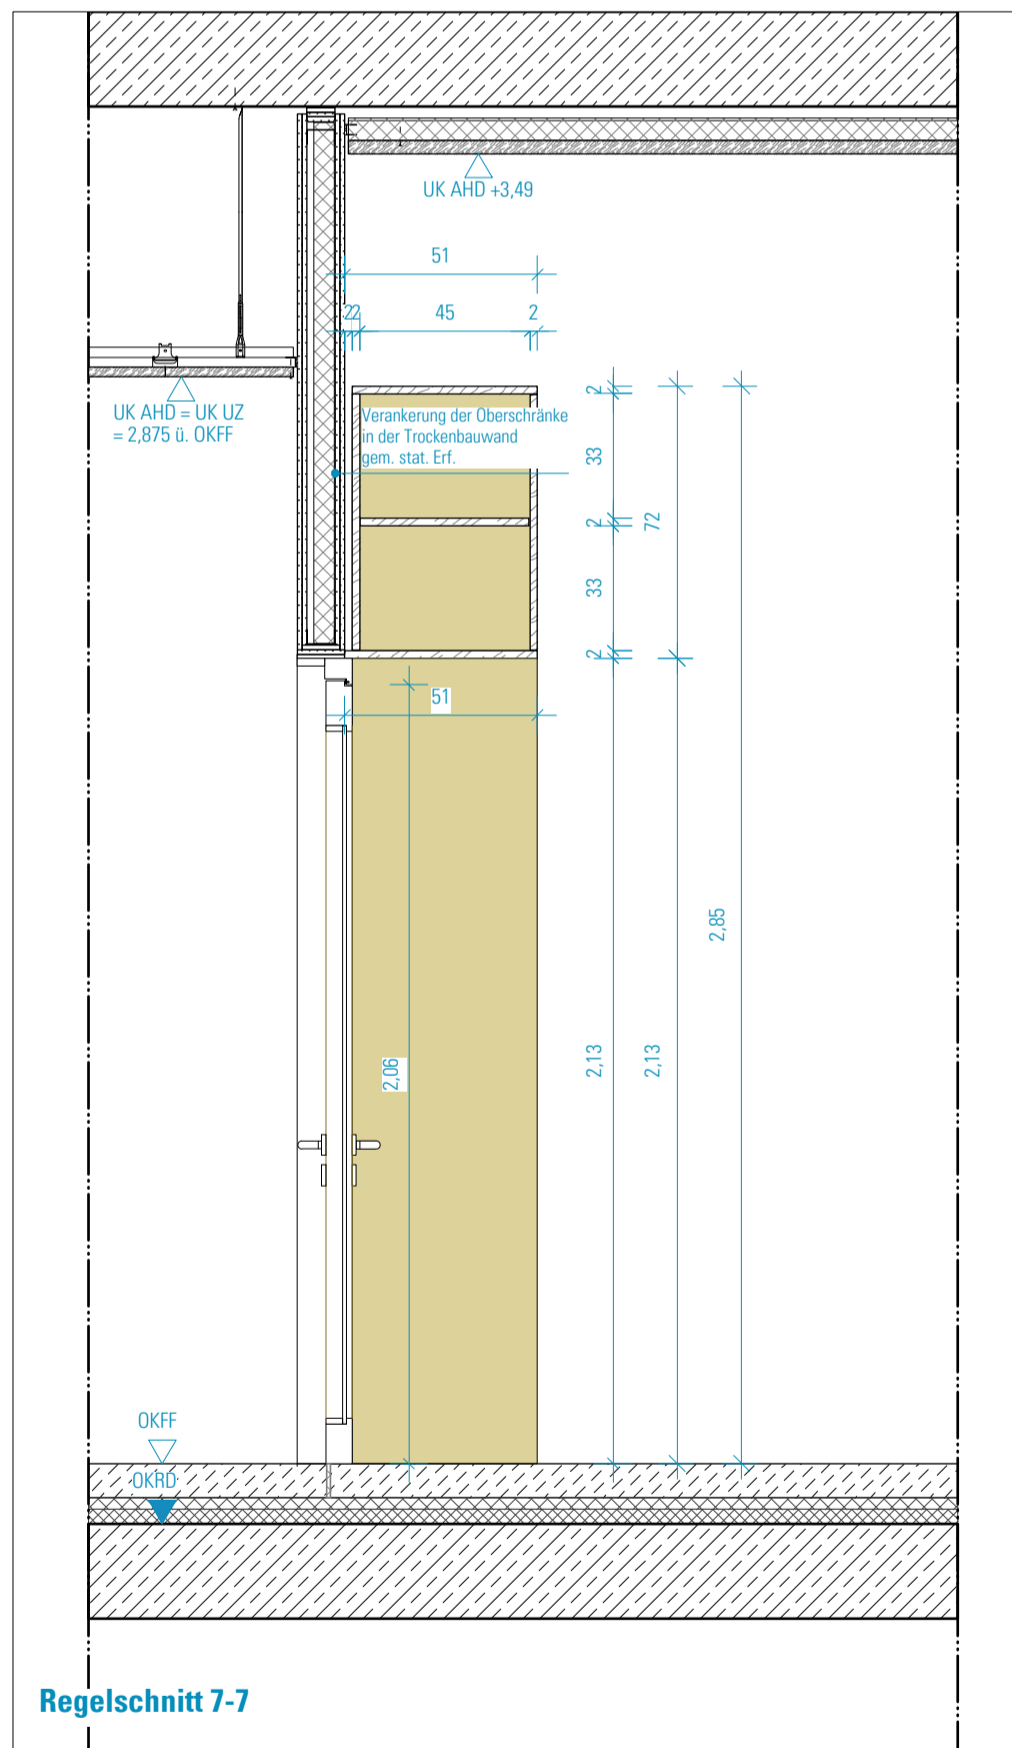 UK AHD +3,49
51
2
2
45
2
UK AHD = UK UZ
= 2,875 ü. OKFF
Verankerung der Oberschränke
in der Trockenbauwand
gem. stat. Erf.
2
33
2
72
33
2
51
2,85
2,06
2,13
2,13
OKFF
OKRD
Regelschnitt 7-7